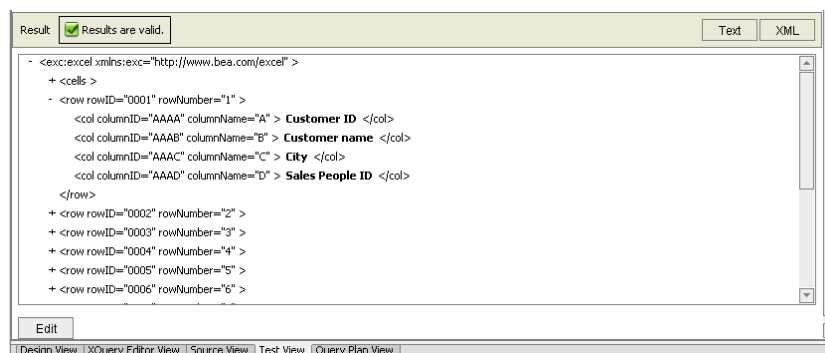 Result Results are valid. Text XML
- <exc:excel xmlns:exc="http://www.bea.com/excel" >
+ <cells >
- <row rowID="0001" rowNumber="1" >
<col columnID="AAAA" columnName="A" > Customer ID </col>
<col columnID="AAAB" columnName="B" > Customer name </col>
<col columnID="AAAC" columnName="C" > City </col>
<col columnID="AAAD" columnName="D" > Sales People ID </col>
</row>
+ <row rowID="0002" rowNumber="2" >
+ <row rowID="0003" rowNumber="3" >
+ <row rowID="0004" rowNumber="4" >
+ <row rowID="0005" rowNumber="5" >
+ <row rowID="0006" rowNumber="6" >
Edit
Design View XQuery Editor View Source View Test View Query Plan View